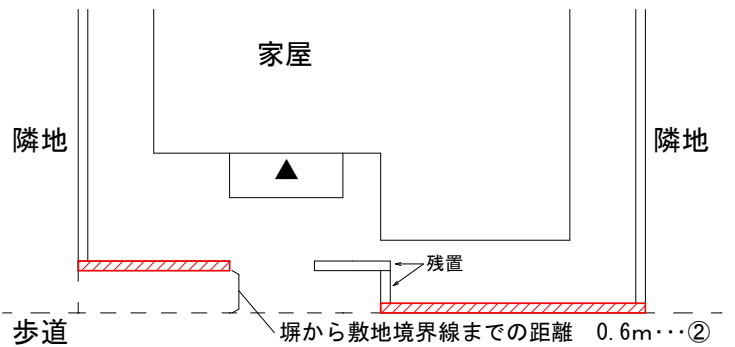 家屋
隣地
隣地
残置
歩道
塀から敷地境界線までの距離 0.6m･･･②